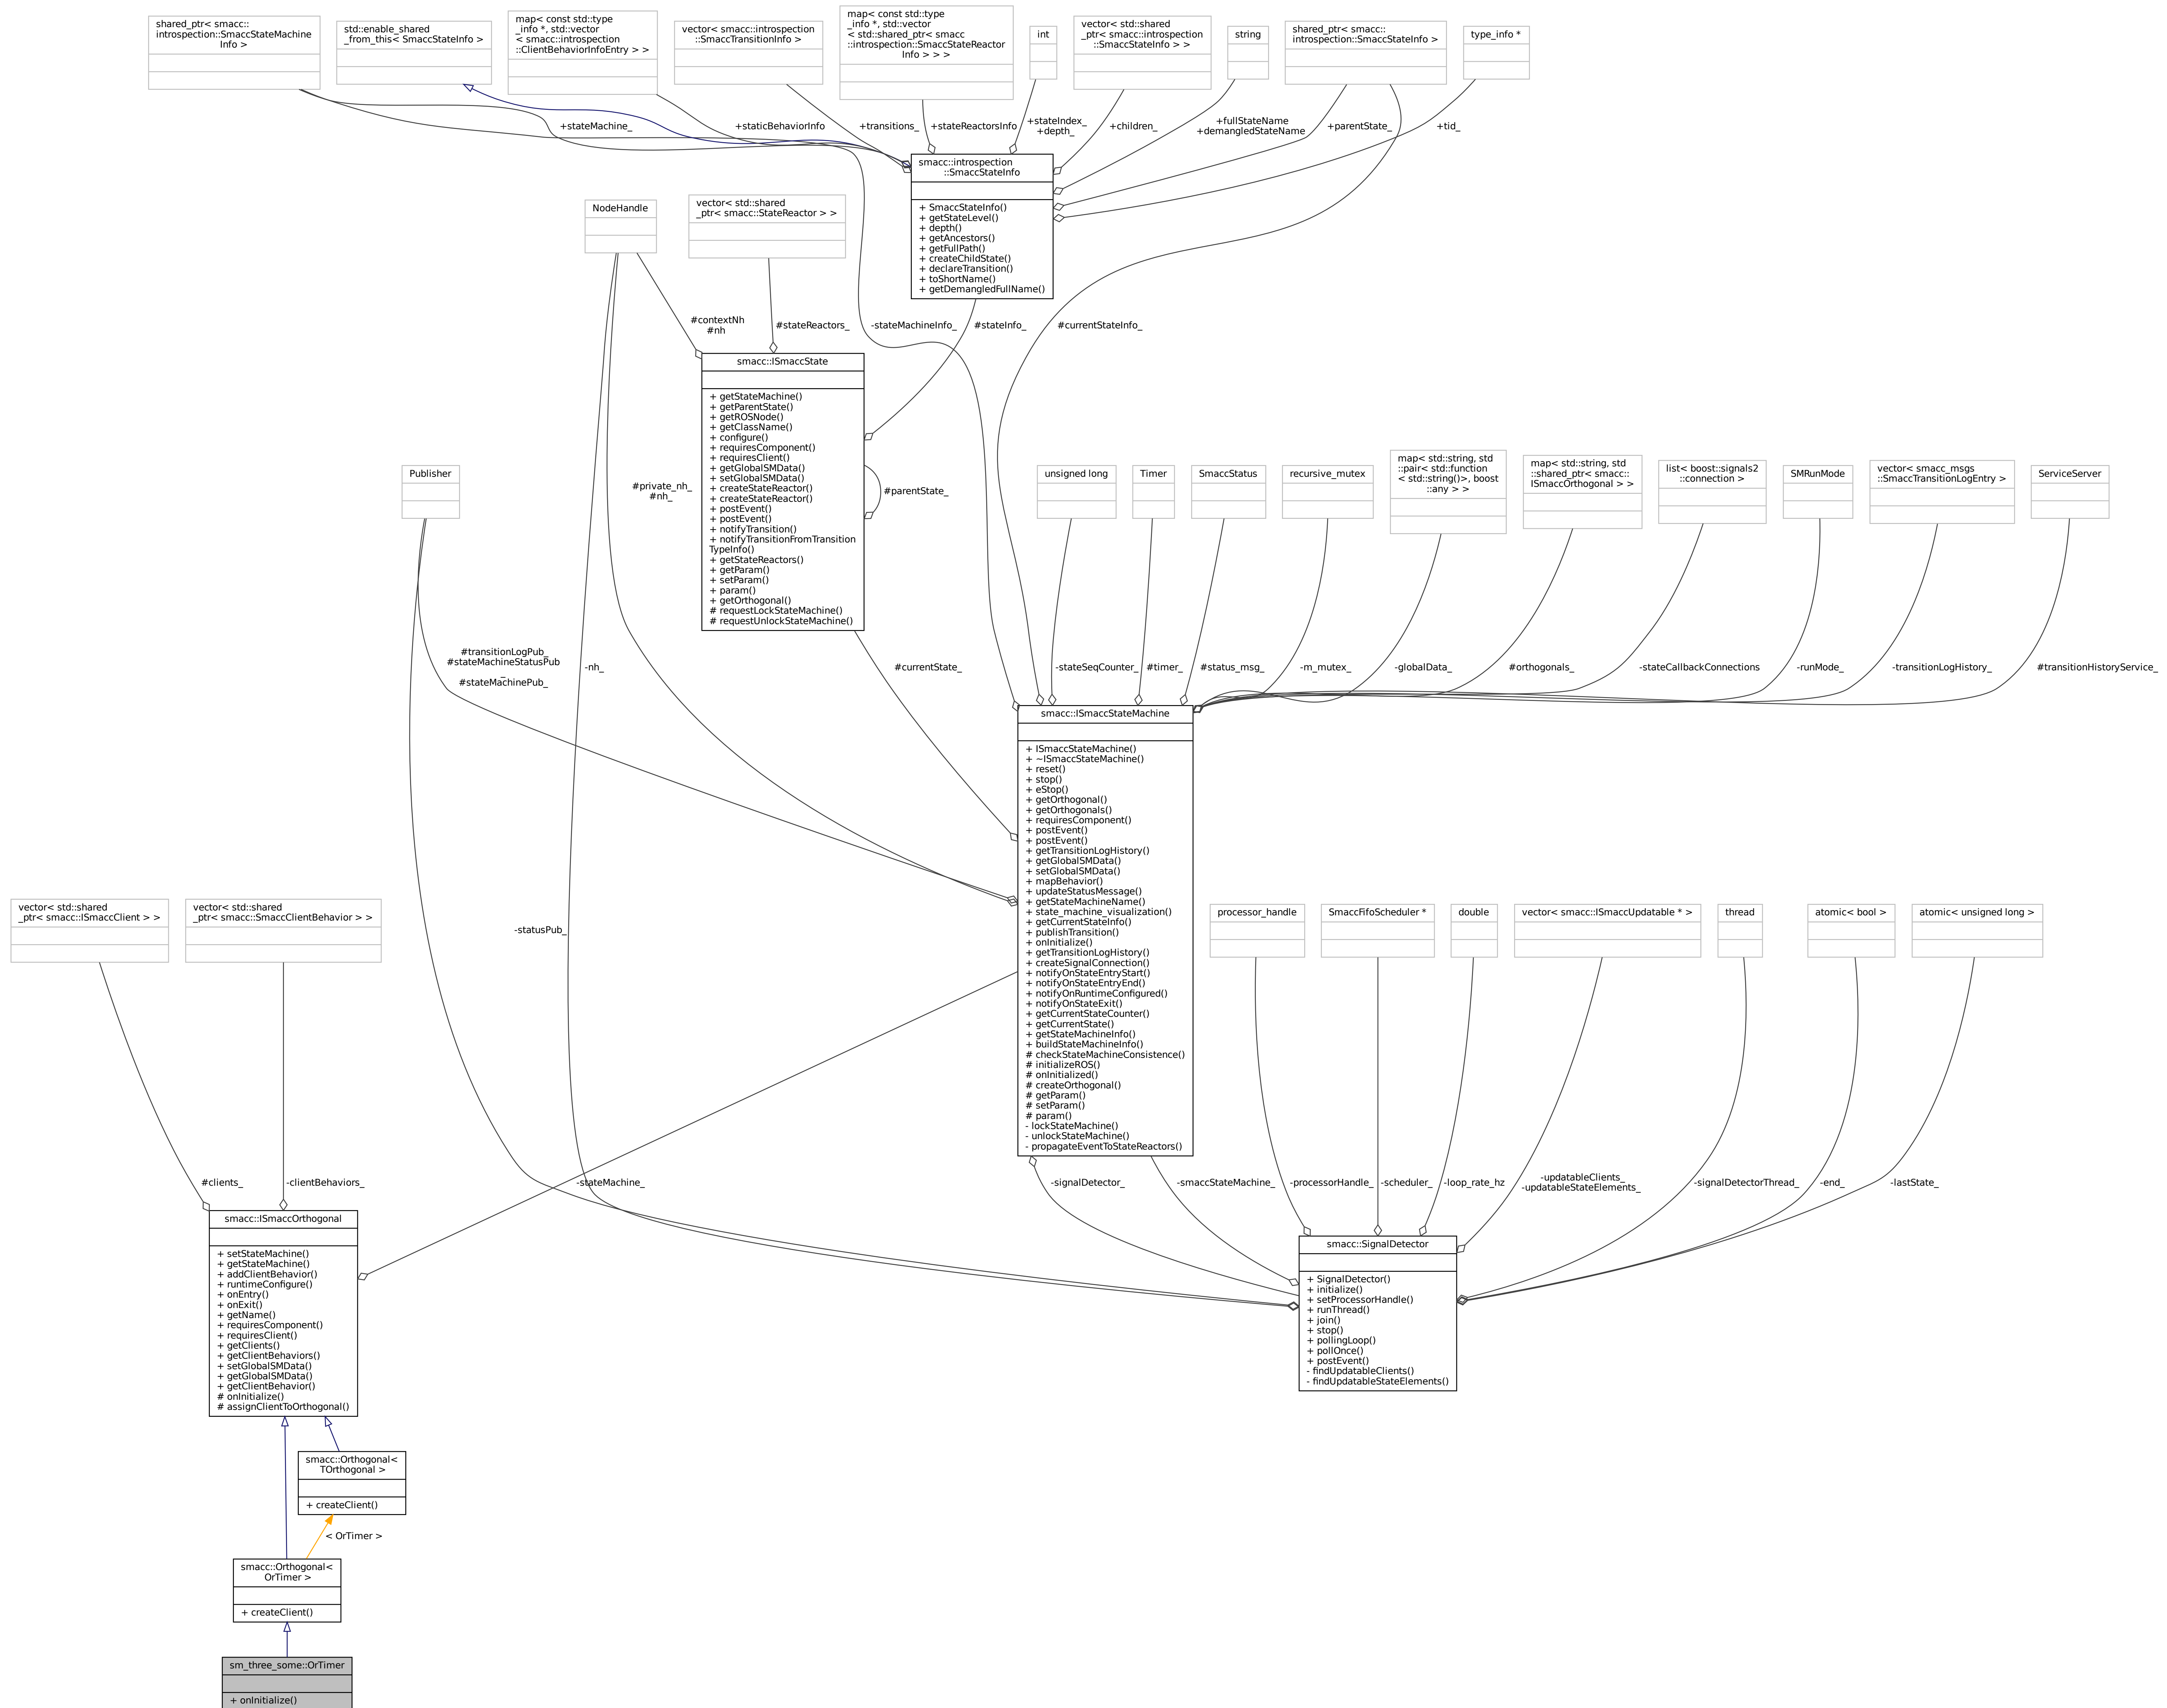 shared_ptr< smacc::
introspection::SmaccStateMachine
Info >
std::enable_shared
_from_this< SmaccStateInfo >
map< const std::type
_info *, std::vector
< smacc::introspection
::ClientBehaviorInfoEntry > >
vector< smacc::introspection
::SmaccTransitionInfo >
map< const std::type
_info *, std::vector
< std::shared_ptr< smacc
::introspection::SmaccStateReactor
Info > > >
int
vector< std::shared
_ptr< smacc::introspection
::SmaccStateInfo > >
string
shared_ptr< smacc::
introspection::SmaccStateInfo >
type_info *
+stateMachine_
+staticBehaviorInfo
+transitions_
+stateReactorsInfo
+stateIndex_
+depth_
+children_
+fullStateName
+demangledStateName
+parentState_
+tid_
smacc::introspection
::SmaccStateInfo
+ SmaccStateInfo()
+ getStateLevel()
+ depth()
+ getAncestors()
+ getFullPath()
+ createChildState()
+ declareTransition()
+ toShortName()
+ getDemangledFullName()
NodeHandle
vector< std::shared
_ptr< smacc::StateReactor > >
#contextNh
#nh
#stateReactors_
-stateMachineInfo_
#stateInfo_
#currentStateInfo_
smacc::ISmaccState
+ getStateMachine()
+ getParentState()
+ getROSNode()
+ getClassName()
+ configure()
+ requiresComponent()
+ requiresClient()
+ getGlobalSMData()
+ setGlobalSMData()
+ createStateReactor()
+ createStateReactor()
+ postEvent()
+ postEvent()
+ notifyTransition()
+ notifyTransitionFromTransition
TypeInfo()
+ getStateReactors()
+ getParam()
+ setParam()
+ param()
+ getOrthogonal()
# requestLockStateMachine()
# requestUnlockStateMachine()
#parentState_
#private_nh_
#nh_
Publisher
unsigned long
Timer
SmaccStatus
recursive_mutex
map< std::string, std
::pair< std::function
< std::string()>, boost
::any > >
map< std::string, std
::shared_ptr< smacc::
ISmaccOrthogonal > >
list< boost::signals2
::connection >
SMRunMode
vector< smacc_msgs
::SmaccTransitionLogEntry >
ServiceServer
#transitionLogPub_
#stateMachineStatusPub
_
#stateMachinePub_
-nh_
#currentState_
-stateSeqCounter_
#timer_
#status_msg_
-m_mutex_
-globalData_
#orthogonals_
-stateCallbackConnections
-runMode_
-transitionLogHistory_
#transitionHistoryService_
smacc::ISmaccStateMachine
+ ISmaccStateMachine()
+ ~ISmaccStateMachine()
+ reset()
+ stop()
+ eStop()
+ getOrthogonal()
+ getOrthogonals()
+ requiresComponent()
+ postEvent()
+ postEvent()
+ getTransitionLogHistory()
+ getGlobalSMData()
+ setGlobalSMData()
+ mapBehavior()
+ updateStatusMessage()
+ getStateMachineName()
+ state_machine_visualization()
+ getCurrentStateInfo()
+ publishTransition()
+ onInitialize()
+ getTransitionLogHistory()
+ createSignalConnection()
+ notifyOnStateEntryStart()
+ notifyOnStateEntryEnd()
+ notifyOnRuntimeConfigured()
+ notifyOnStateExit()
+ getCurrentStateCounter()
+ getCurrentState()
+ getStateMachineInfo()
+ buildStateMachineInfo()
# checkStateMachineConsistence()
# initializeROS()
# onInitialized()
# createOrthogonal()
# getParam()
# setParam()
# param()
- lockStateMachine()
- unlockStateMachine()
- propagateEventToStateReactors()
vector< std::shared
_ptr< smacc::ISmaccClient > >
vector< std::shared
_ptr< smacc::SmaccClientBehavior > >
-statusPub_
processor_handle
SmaccFifoScheduler *
double
vector< smacc::ISmaccUpdatable * >
thread
atomic< bool >
atomic< unsigned long >
#clients_
-clientBehaviors_
-stateMachine_
-signalDetector_
-smaccStateMachine_
-processorHandle_
-scheduler_
-loop_rate_hz
-updatableClients_
-updatableStateElements_
-signalDetectorThread_
-end_
-lastState_
smacc::ISmaccOrthogonal
+ setStateMachine()
+ getStateMachine()
+ addClientBehavior()
+ runtimeConfigure()
+ onEntry()
+ onExit()
+ getName()
+ requiresComponent()
+ requiresClient()
+ getClients()
+ getClientBehaviors()
+ setGlobalSMData()
+ getGlobalSMData()
+ getClientBehavior()
# onInitialize()
# assignClientToOrthogonal()
smacc::SignalDetector
+ SignalDetector()
+ initialize()
+ setProcessorHandle()
+ runThread()
+ join()
+ stop()
+ pollingLoop()
+ pollOnce()
+ postEvent()
- findUpdatableClients()
- findUpdatableStateElements()
smacc::Orthogonal<
TOrthogonal >
+ createClient()
< OrTimer >
smacc::Orthogonal<
OrTimer >
+ createClient()
sm_three_some::OrTimer
+ onInitialize()